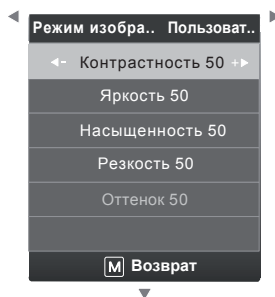 Режим изобра.. Пользоват..
Контрастность 50
Яркость 50
Насыщенность 50
Резкость 50
Оттенок 50
M Возврат